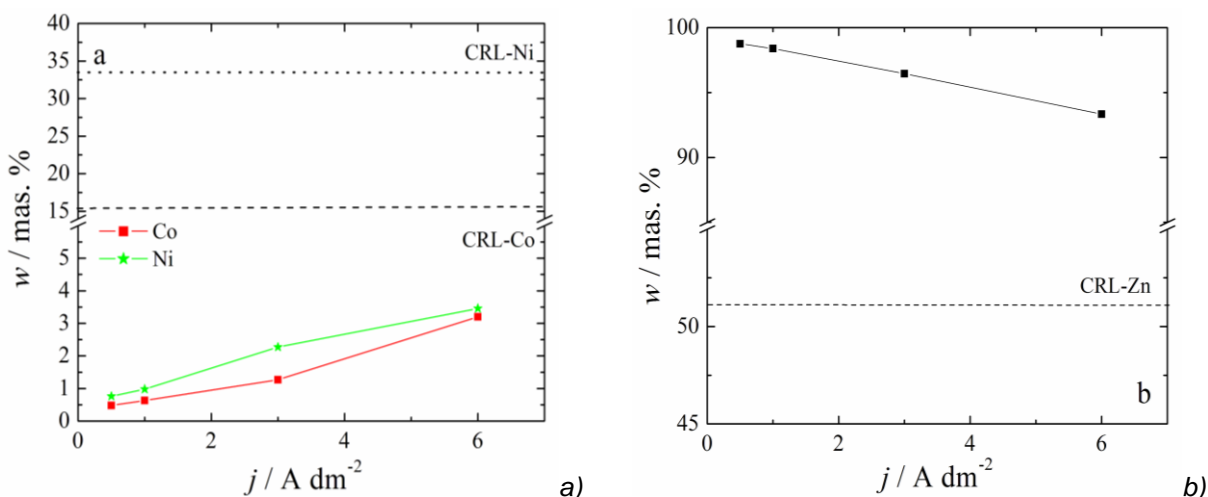 a
CRL-Ni
40
35
30
25
20
15
5
4
3
2
1
0
w / mas. %
Co
Ni
CRL-Co
0 2 4 6
j / A dm⁻²
a)
100
90
50
45
w / mas. %
CRL-Zn
b
0 2 4 6
j / A dm⁻²
b)